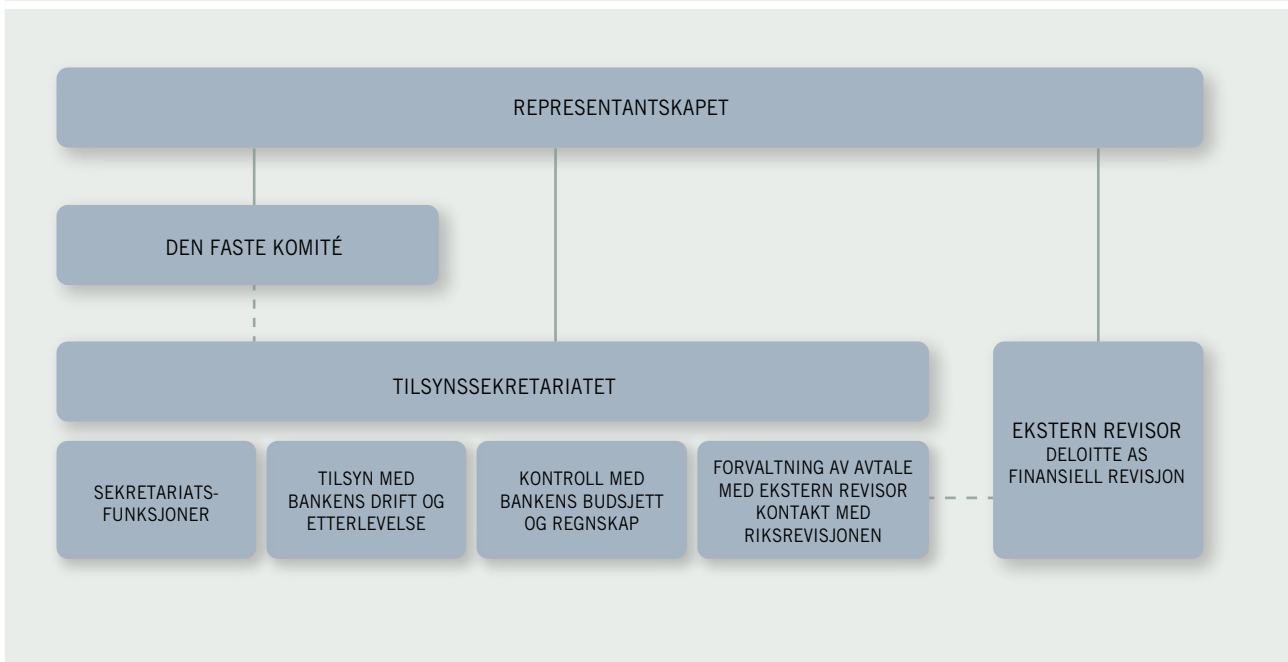 REPRESENTANTSKAPET
DEN FASTE KOMITÉ
TILSYNSSEKRETARIATET
SEKRETARIATS-
FUNKSJONER
TILSYN MED
BANKENS DRIFT OG
ETTERLEVELSE
KONTROLL MED
BANKENS BUDSJETT
OG REGNSKAP
FORVALTNING AV AVTALE
MED EKSTERN REVISOR
KONTAKT MED
RIKSREVISJONEN
EKSTERN REVISOR
DELOITTE AS
FINANSIELL REVISJON